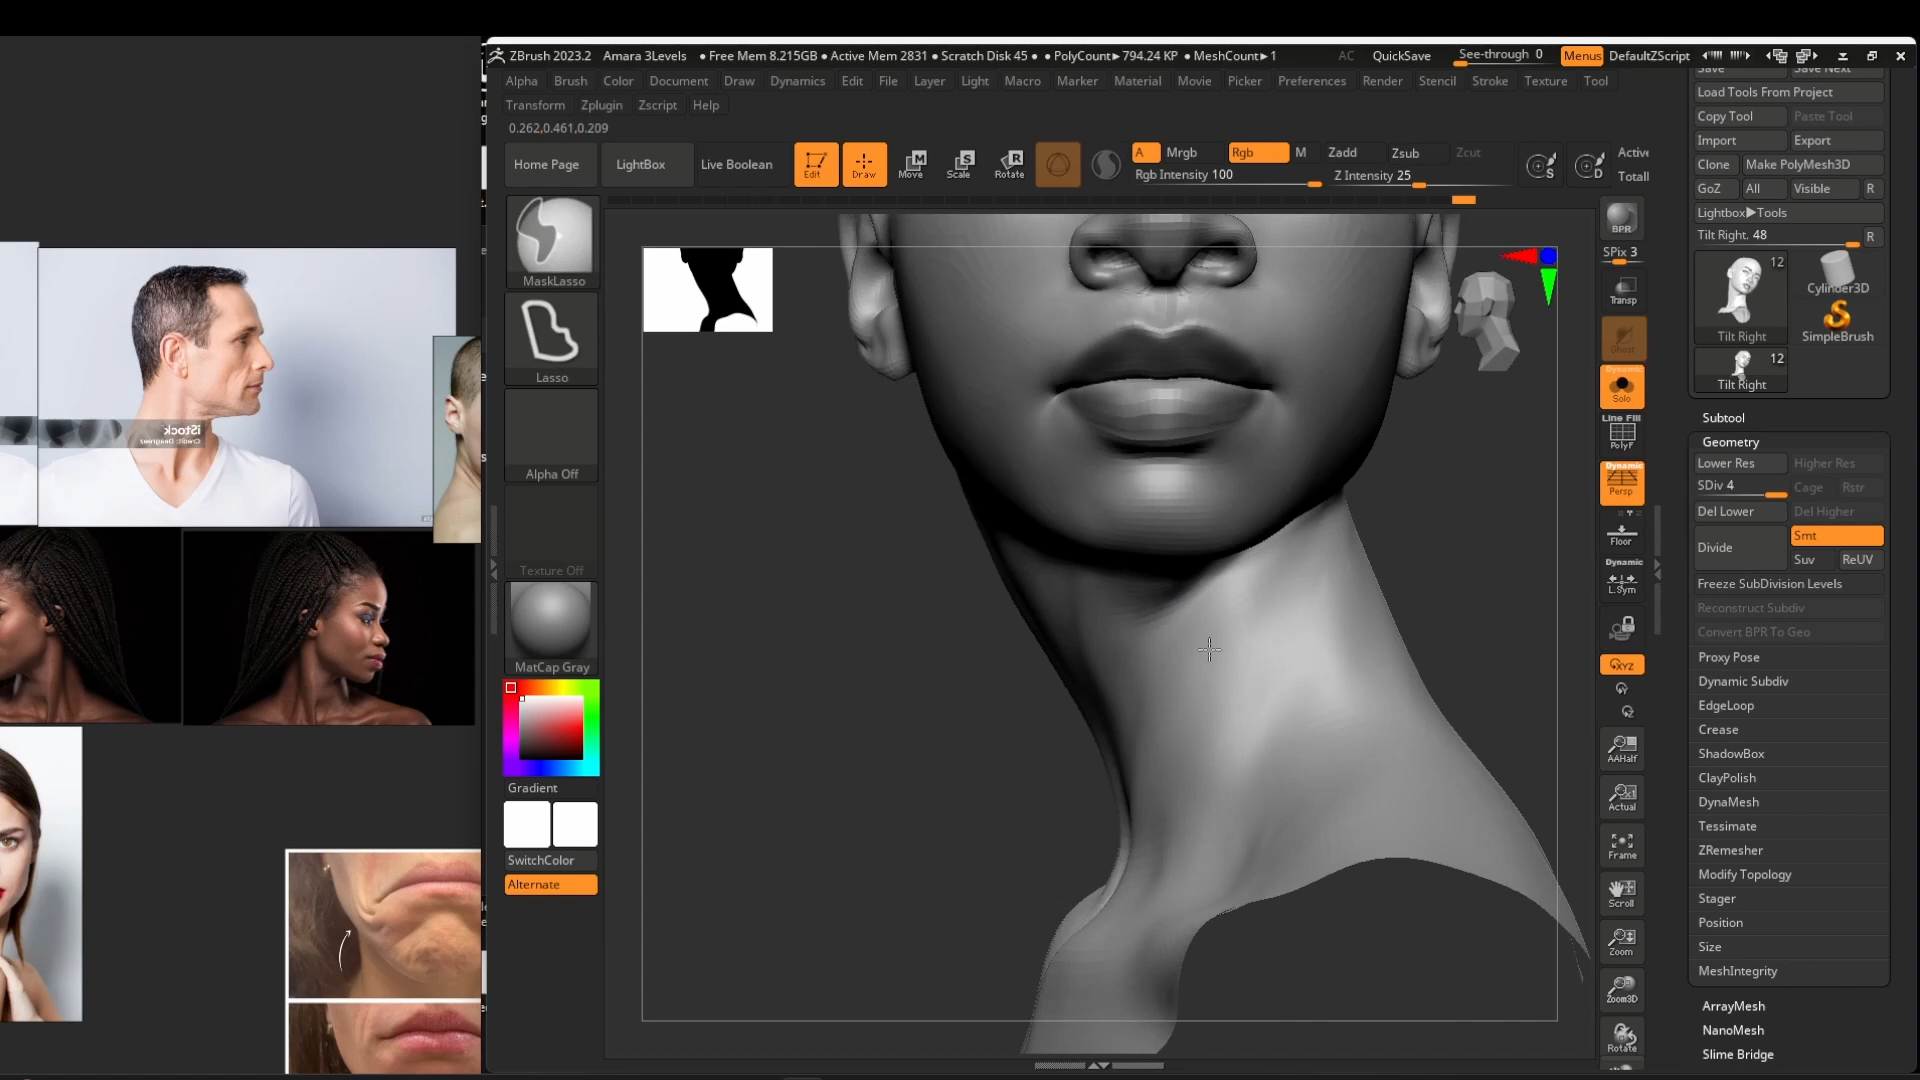 ZBrush 2023.2 Amara 3Levels • Free Mem 8.215GB • Active Mem 2831 • Scratch Disk 45 • • PolyCount▶794.24 KP • MeshCount▶1 AC QuickSave See-through 0 Menus DefaultZScript
Alpha Brush Color Document Draw Dynamics Edit File Layer Light Macro Marker Material Movie Picker Preferences Render Stencil Stroke Texture Tool
Transform Zplugin Zscript Help
0.262,0.461,0.209
Home Page LightBox Live Boolean Edit Draw Move Scale Rotate
M
S
R
A Mrgb Rgb M Zadd Zsub Zcut
Rgb Intensity 100 Z Intensity 25
S
D
Active
Totall
MaskLasso
Lasso
Alpha Off
Texture Off
MatCap Gray
Gradient
SwitchColor
Alternate
iStock
Credit: Deagreez
BPR
SPix 3
Transp
Ghost
Dynamic
Solo
Line Fill
PolyF
Dynamic
Persp
Floor
Dynamic
L.Sym
XYZ
Y
Z
AAHalf
Actual
Frame
Scroll
Zoom
Zoom3D
Rotate
Save Save Next
Load Tools From Project
Copy Tool Paste Tool
Import Export
Clone Make PolyMesh3D
GoZ All Visible R
Lightbox▶Tools
Tilt Right. 48 R
12
Tilt Right
Cylinder3D
SimpleBrush
12
Tilt Right
Subtool
Geometry
Lower Res Higher Res
SDiv 4 Cage Rstr
Del Lower Del Higher
Divide Smt
Suv ReUV
Freeze SubDivision Levels
Reconstruct Subdiv
Convert BPR To Geo
Proxy Pose
Dynamic Subdiv
EdgeLoop
Crease
ShadowBox
ClayPolish
DynaMesh
Tessimate
ZRemesher
Modify Topology
Stager
Position
Size
MeshIntegrity
ArrayMesh
NanoMesh
Slime Bridge